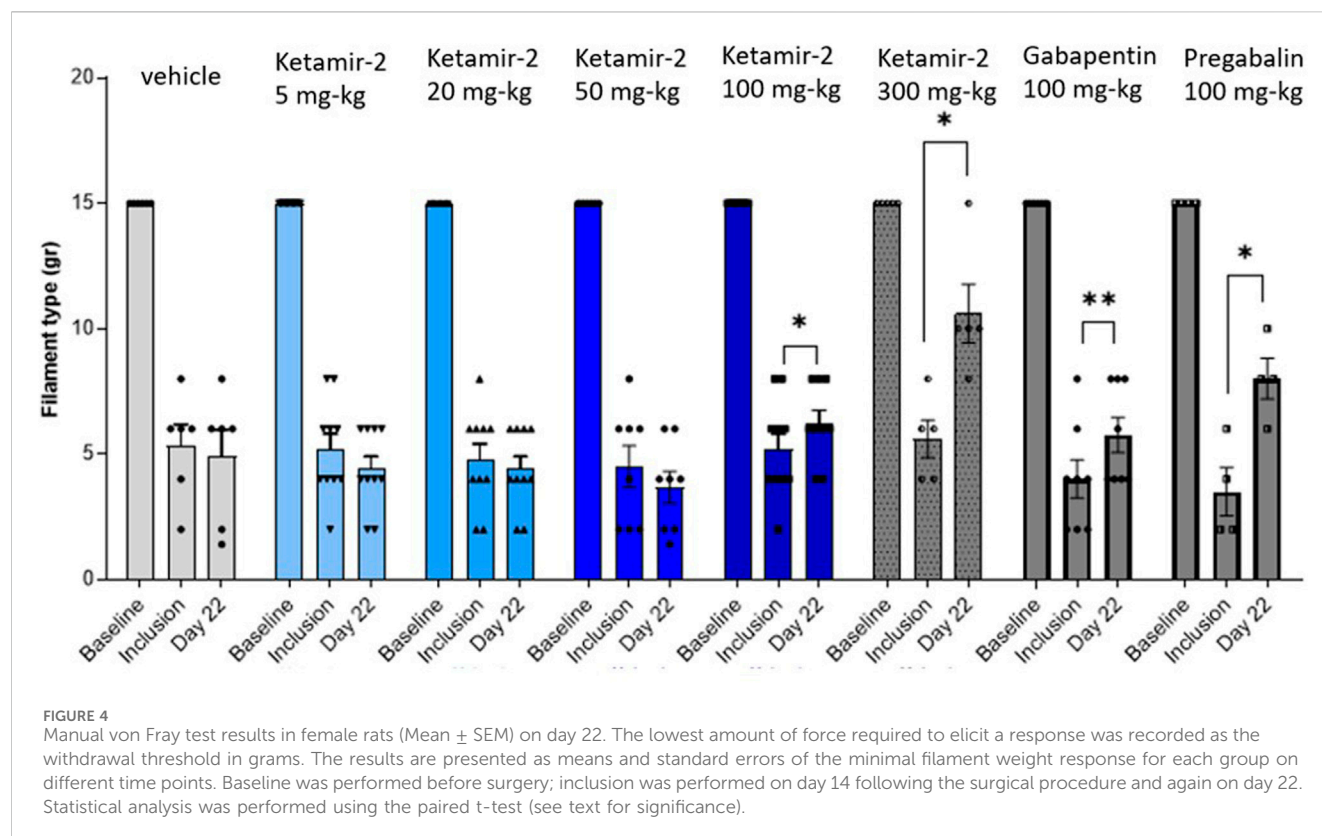 vehicle
Ketamir-2
5 mg-kg
Ketamir-2
20 mg-kg
Ketamir-2
50 mg-kg
Ketamir-2
100 mg-kg
Ketamir-2
300 mg-kg
Gabapentin
100 mg-kg
Pregabalin
100 mg-kg
Filament type (gr)
20
15
10
5
0
*
*
**
*
Baseline
Inclusion
Day 22
Baseline
Inclusion
Day 22
Baseline
Inclusion
Day 22
Baseline
Inclusion
Day 22
Baseline
Inclusion
Day 22
Baseline
Inclusion
Day 22
Baseline
Inclusion
Day 22
Baseline
Inclusion
Day 22
FIGURE 4
Manual von Fray test results in female rats (Mean ± SEM) on day 22. The lowest amount of force required to elicit a response was recorded as the
withdrawal threshold in grams. The results are presented as means and standard errors of the minimal filament weight response for each group on
different time points. Baseline was performed before surgery; inclusion was performed on day 14 following the surgical procedure and again on day 22.
Statistical analysis was performed using the paired t-test (see text for significance).